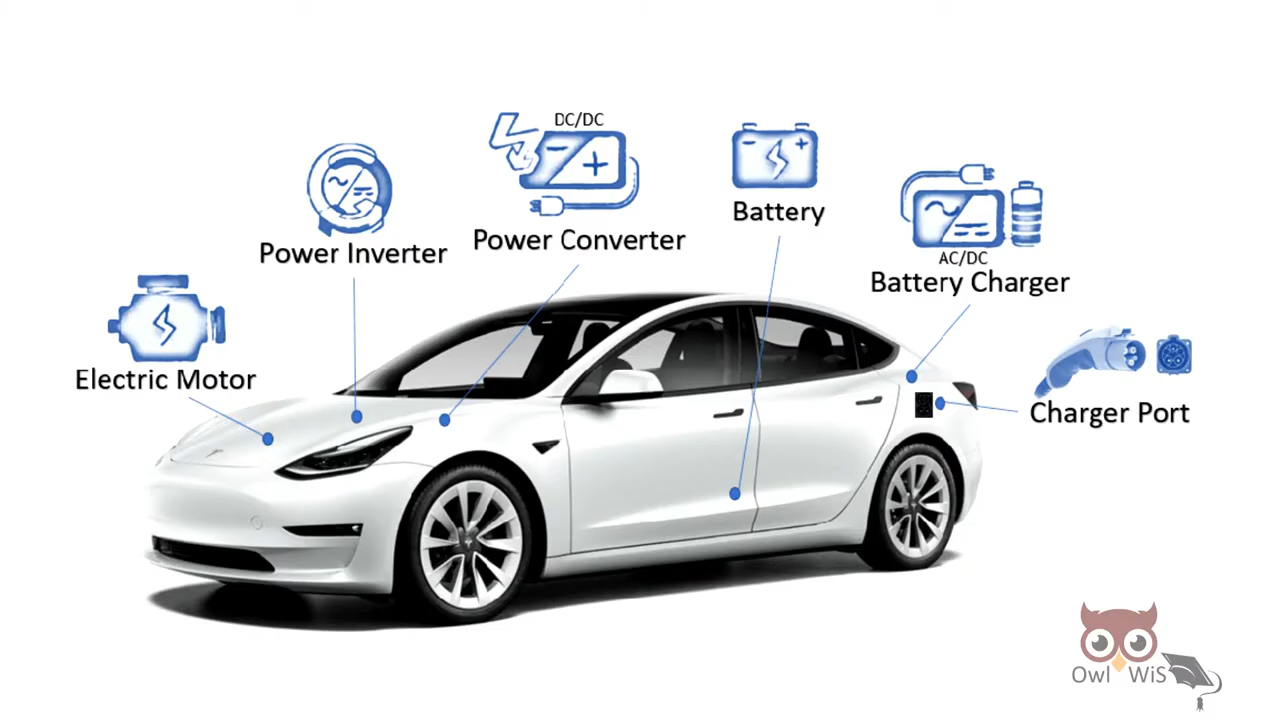 DC/DC
Battery
Power Converter
Power Inverter
AC/DC
Battery Charger
Electric Motor
Charger Port
Owl WiS